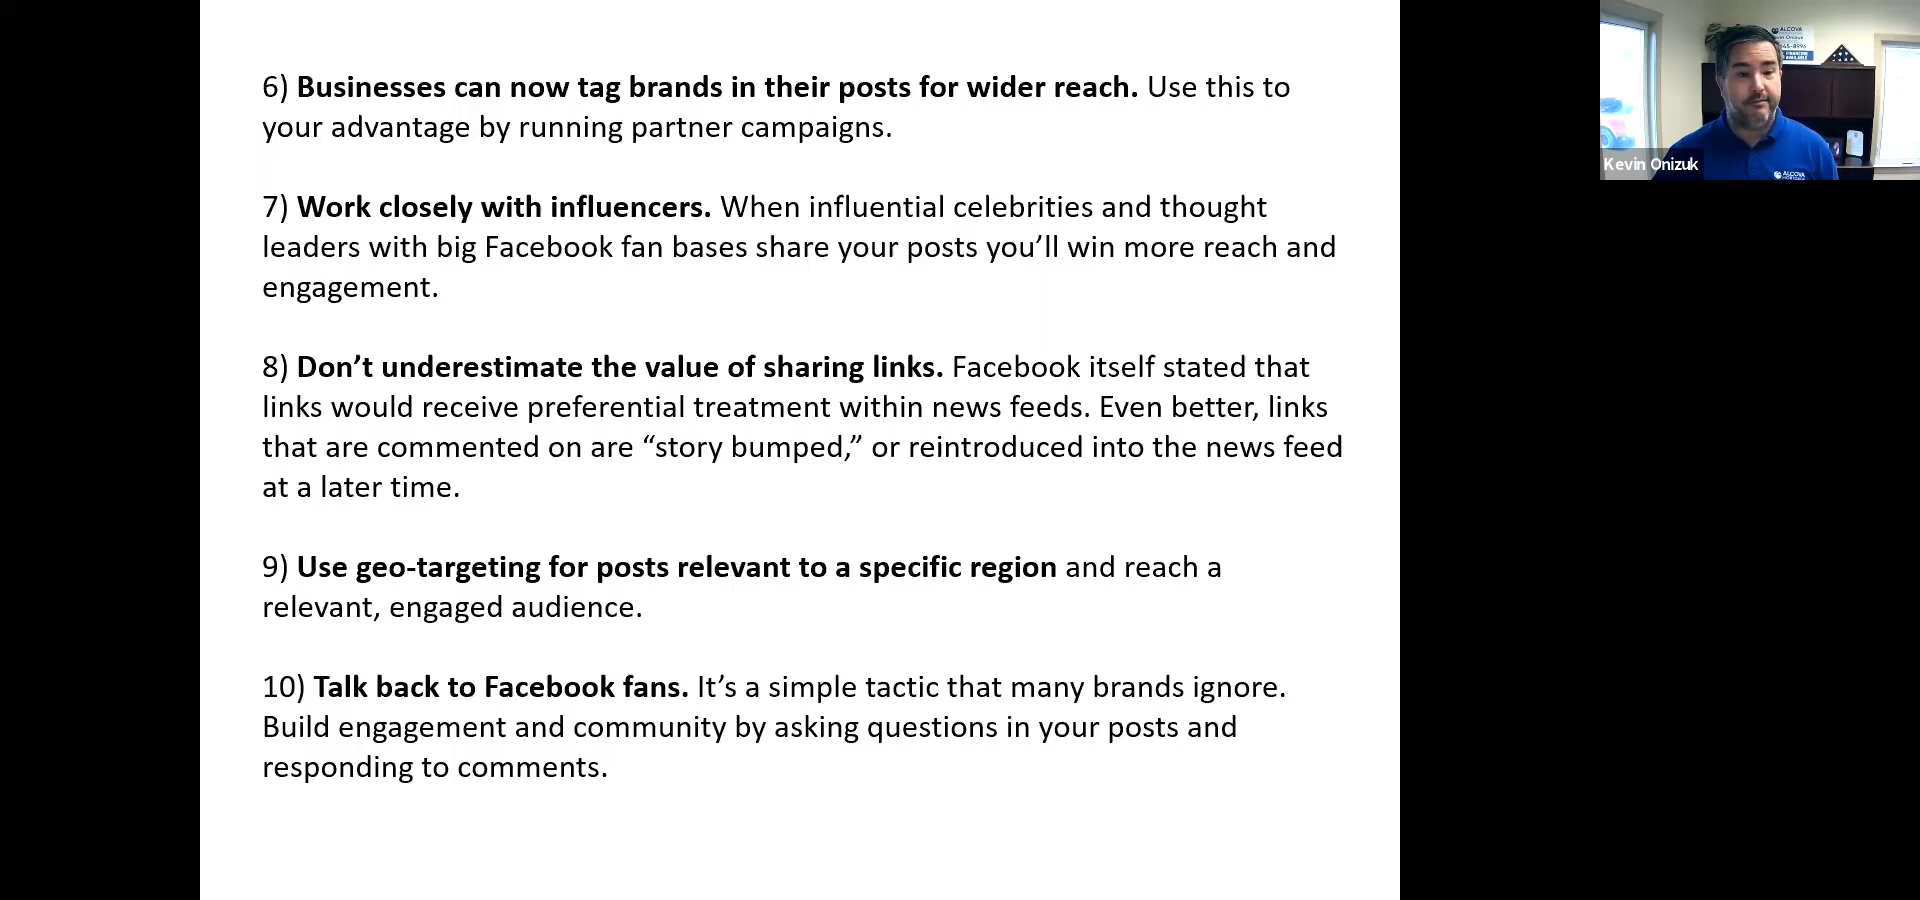 6) Businesses can now tag brands in their posts for wider reach. Use this to
your advantage by running partner campaigns.
7) Work closely with influencers. When influential celebrities and thought
leaders with big Facebook fan bases share your posts you’ll win more reach and
engagement.
8) Don’t underestimate the value of sharing links. Facebook itself stated that
links would receive preferential treatment within news feeds. Even better, links
that are commented on are “story bumped,” or reintroduced into the news feed
at a later time.
9) Use geo-targeting for posts relevant to a specific region and reach a
relevant, engaged audience.
10) Talk back to Facebook fans. It’s a simple tactic that many brands ignore.
Build engagement and community by asking questions in your posts and
responding to comments.
ALCOVA
Kevin Onizuk
ALCOVA